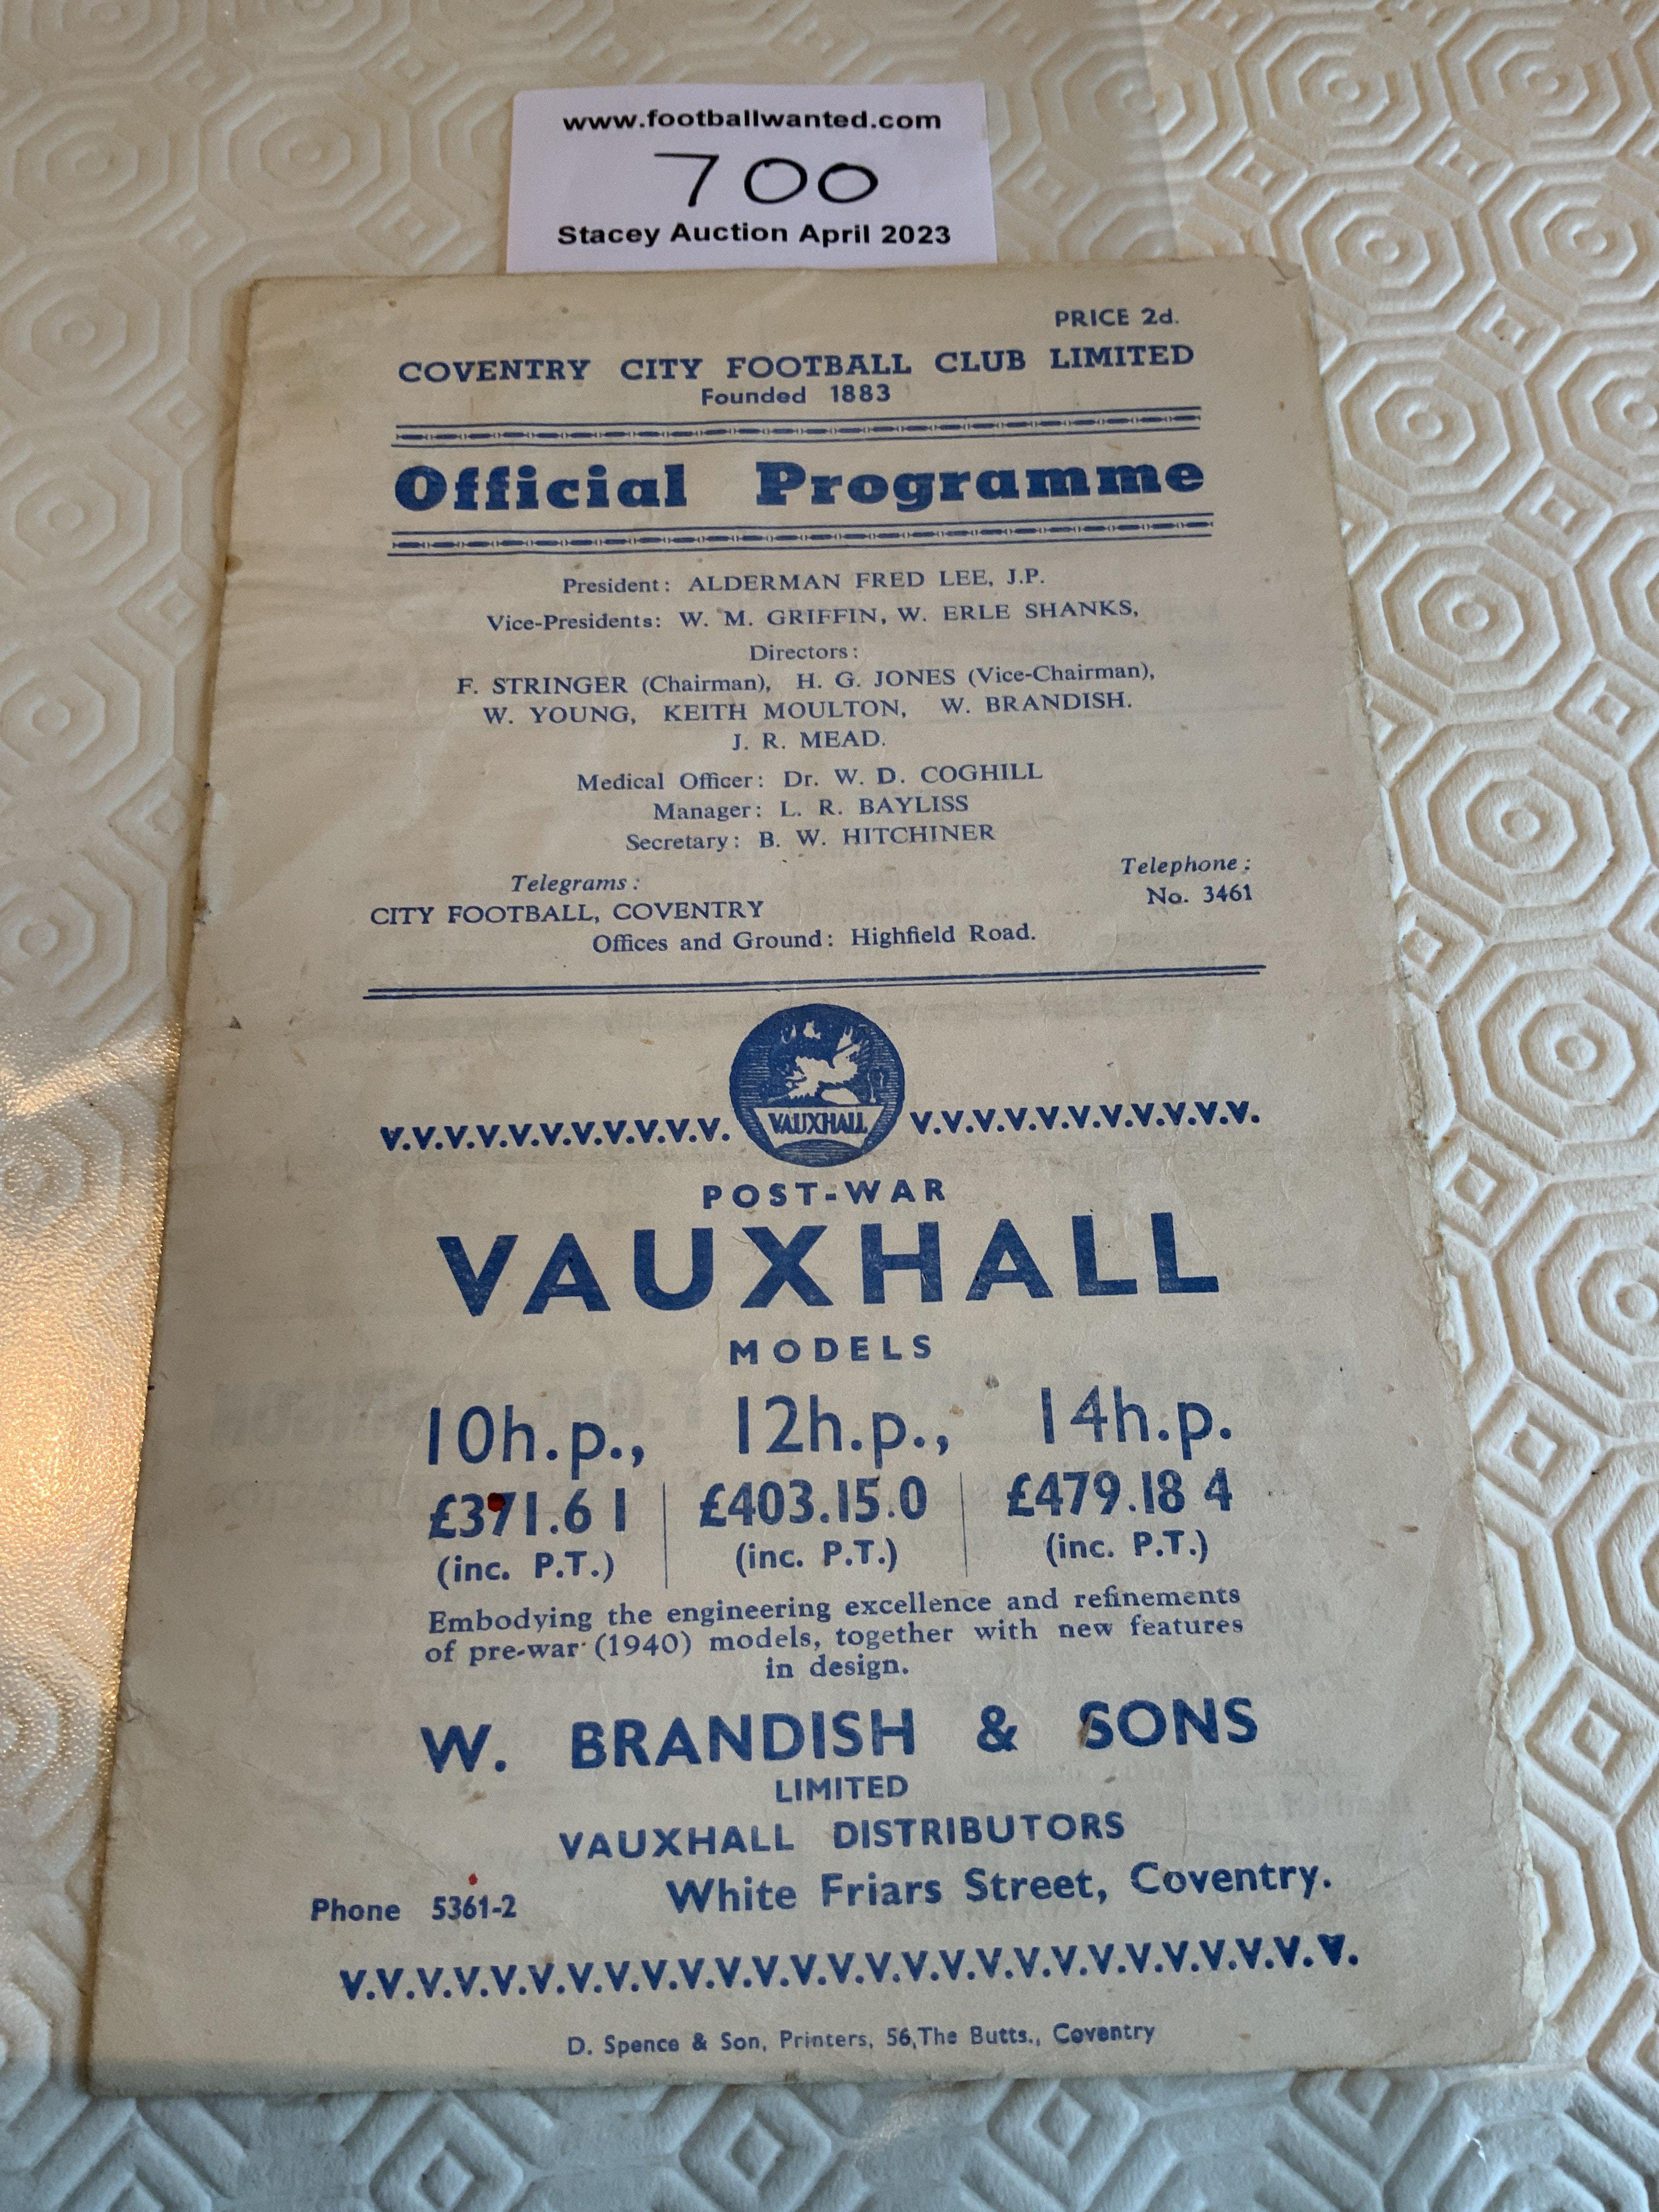 www.footballwanted.com
700
Stacey Auction April 2023
PRICE 2d.
COVENTRY CITY FOOTBALL CLUB LIMITED
Founded 1883
Official Programme
President: ALDERMAN FRED LEE, J.P.
Vice-Presidents: W. M. GRIFFIN, W. ERLE SHANKS,
Directors:
F. STRINGER (Chairman), H. G. JONES (Vice-Chairman),
W. YOUNG, KEITH MOULTON, W. BRANDISH.
J. R. MEAD.
Medical Officer: Dr. W. D. COGHILL
Manager: L. R. BAYLISS
Secretary: B. W. HITCHINER
Telegrams: Telephone:
CITY FOOTBALL, COVENTRY No. 3461
Offices and Ground: Highfield Road.
V.V.V.V.V.V.V.V.V.V.V. VAUXHALL V.V.V.V.V.V.V.V.V.V.V.
POST-WAR
VAUXHALL
MODELS
10h.p., 12h.p., 14h.p.
£371.6 1 £403.15.0 £479.18 4
(inc. P.T.) (inc. P.T.) (inc. P.T.)
Embodying the engineering excellence and refinements
of pre-war (1940) models, together with new features
in design.
W. BRANDISH & SONS
LIMITED
VAUXHALL DISTRIBUTORS
Phone 5361-2 White Friars Street, Coventry.
V.V.V.V.V.V.V.V.V.V.V.V.V.V.V.V.V.V.V.V.V.V.V.V.V.V.V.
D. Spence & Son, Printers, 56,The Butts., Coventry